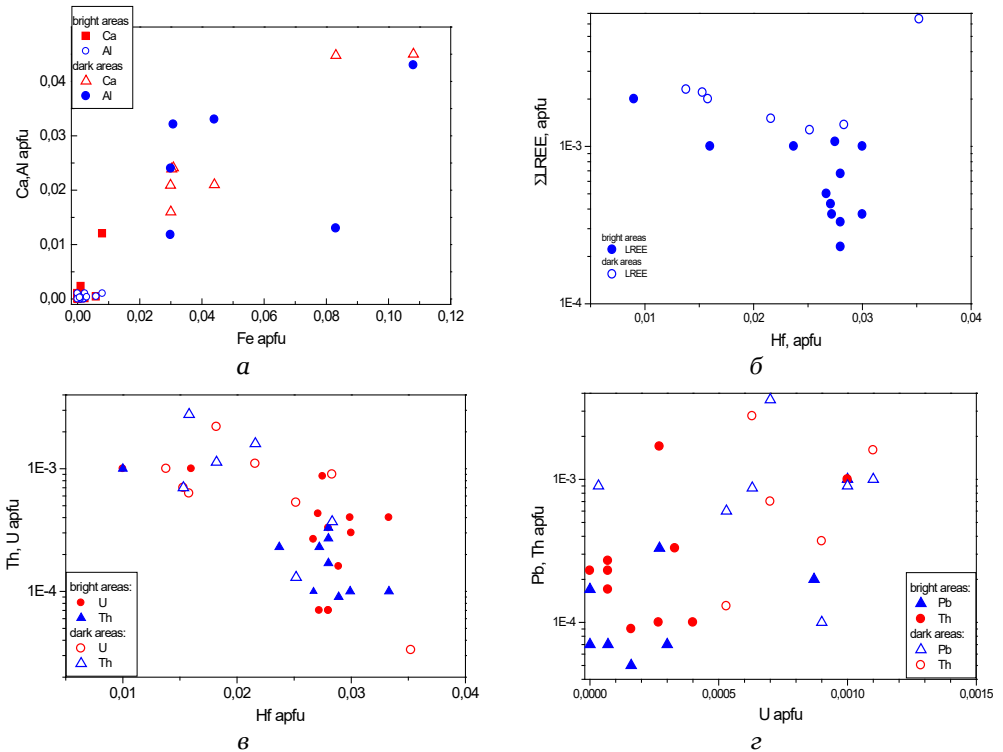 bright areas
Ca
Al
dark areas
Ca
Al
0,04
0,03
0,02
0,01
0,00
Ca,Al apfu
0,00 0,02 0,04 0,06 0,08 0,10 0,12
Fe apfu
а
1E-3
1E-4
ΣLREE, apfu
bright areas
LREE
dark areas
LREE
0,01 0,02 0,03 0,04
Hf, apfu
б
1E-3
1E-4
Th, U apfu
bright areas:
U
Th
dark areas:
U
Th
0,01 0,02 0,03 0,04
Hf apfu
в
1E-3
1E-4
Pb, Th apfu
bright areas:
Pb
Th
dark areas:
Pb
Th
0,0000 0,0005 0,0010 0,0015
U apfu
г